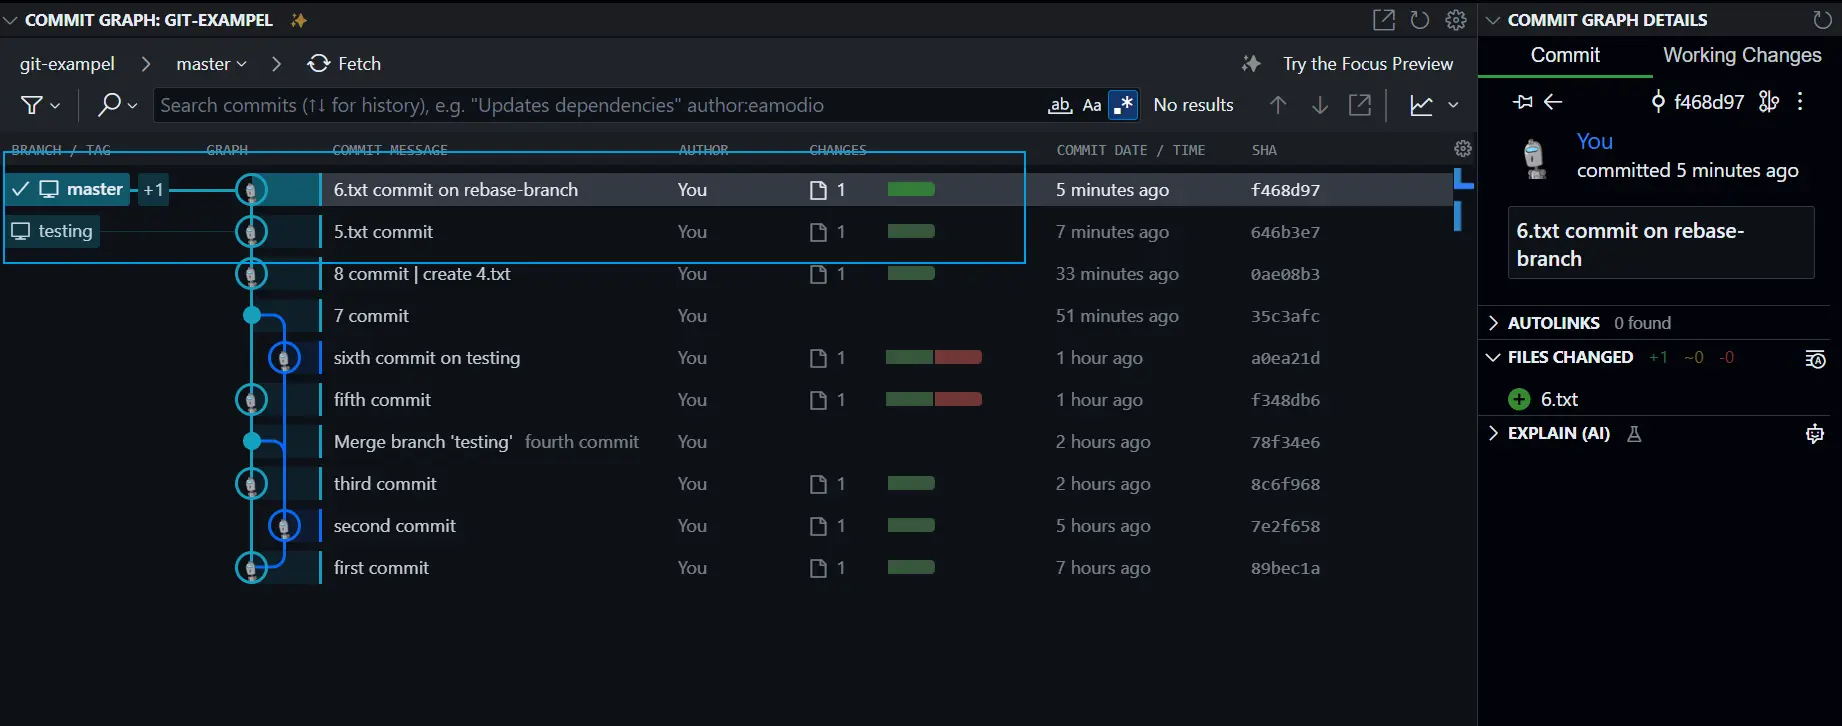 COMMIT GRAPH: GIT-EXAMPEL
git-exampel master Fetch Try the Focus Preview
Search commits (↑↓ for history), e.g. "Updates dependencies" author:eamodio ab, Aa .* No results
BRANCH / TAG GRAPH COMMIT MESSAGE AUTHOR CHANGES COMMIT DATE / TIME SHA
master +1 6.txt commit on rebase-branch You 1 5 minutes ago f468d97
testing 5.txt commit You 1 7 minutes ago 646b3e7
8 commit | create 4.txt You 1 33 minutes ago 0ae08b3
7 commit You 51 minutes ago 35c3afc
sixth commit on testing You 1 1 hour ago a0ea21d
fifth commit You 1 1 hour ago f348db6
Merge branch 'testing' fourth commit You 2 hours ago 78f34e6
third commit You 1 2 hours ago 8c6f968
second commit You 1 5 hours ago 7e2f658
first commit You 1 7 hours ago 89bec1a
COMMIT GRAPH DETAILS
Commit Working Changes
f468d97
You
committed 5 minutes ago
6.txt commit on rebase-
branch
AUTOLINKS 0 found
FILES CHANGED +1 ~0 -0
6.txt
EXPLAIN (AI)